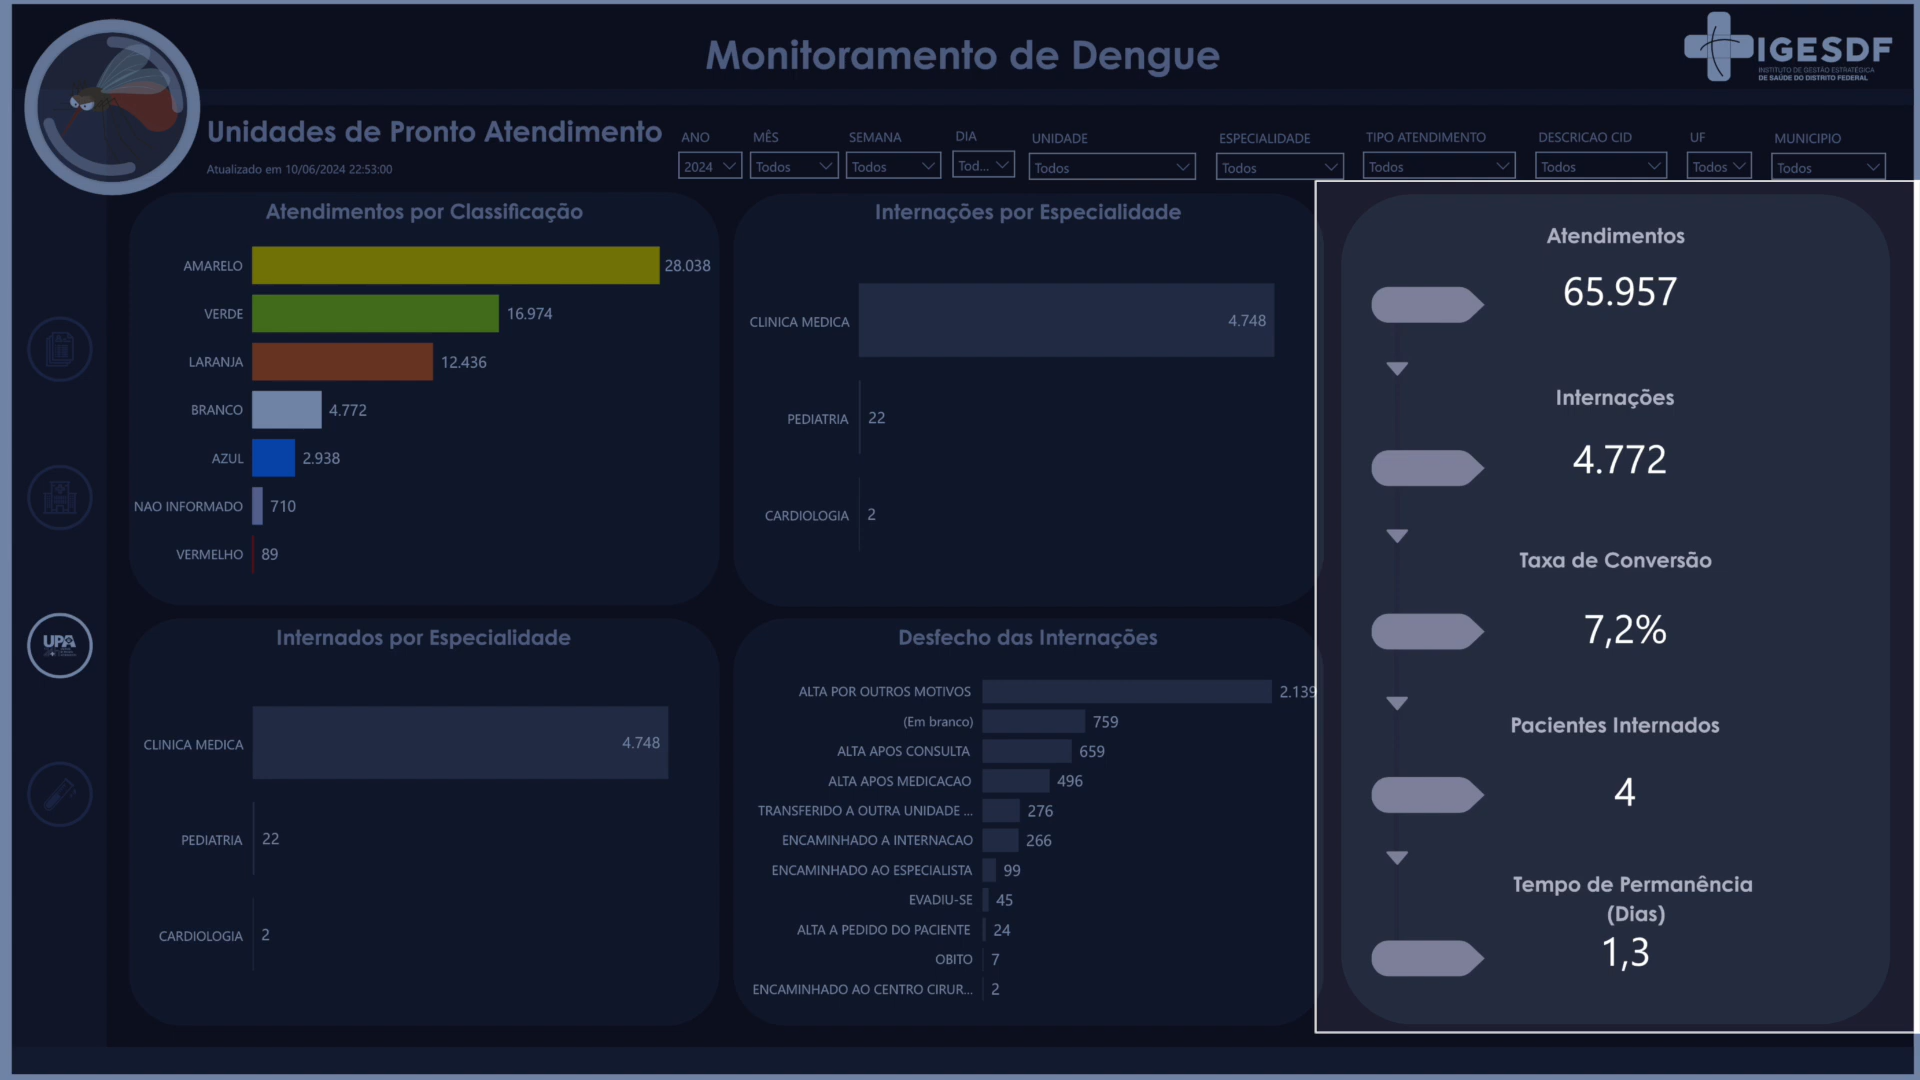 Monitoramento de Dengue
IGESDF
INSTITUTO DE GESTÃO ESTRATÉGICA
DE SAÚDE DO DISTRITO FEDERAL
Unidades de Pronto Atendimento
Atualizado em 10/06/2024 22:53:00
ANO
MÊS
SEMANA
DIA
UNIDADE
ESPECIALIDADE
TIPO ATENDIMENTO
DESCRICAO CID
UF
MUNICIPIO
2024
Todos
Todos
Tod...
Todos
Todos
Todos
Todos
Todos
Todos
Atendimentos por Classificação
AMARELO 28.038
VERDE 16.974
LARANJA 12.436
BRANCO 4.772
AZUL 2.938
NAO INFORMADO 710
VERMELHO 89
Internações por Especialidade
CLINICA MEDICA 4.748
PEDIATRIA 22
CARDIOLOGIA 2
UPA
Internados por Especialidade
CLINICA MEDICA 4.748
PEDIATRIA 22
CARDIOLOGIA 2
Desfecho das Internações
ALTA POR OUTROS MOTIVOS 2.139
(Em branco) 759
ALTA APOS CONSULTA 659
ALTA APOS MEDICACAO 496
TRANSFERIDO A OUTRA UNIDADE ... 276
ENCAMINHADO A INTERNACAO 266
ENCAMINHADO AO ESPECIALISTA 99
EVADIU-SE 45
ALTA A PEDIDO DO PACIENTE 24
OBITO 7
ENCAMINHADO AO CENTRO CIRUR... 2
Atendimentos
65.957
Internações
4.772
Taxa de Conversão
7,2%
Pacientes Internados
4
Tempo de Permanência
(Dias)
1,3